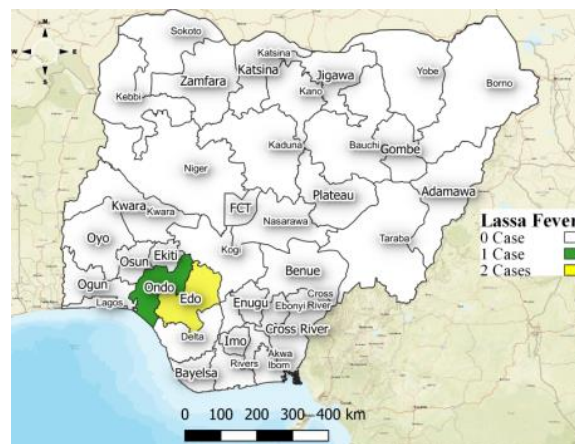 Sokoto
Katsina
Katsina
Jigawa
Yobe
Zamfara
Kano
Borno
Kebbi
Kaduna
Bauchi
Gombe
Niger
Adamawa
Plateau
Kwara
Kwara
FCT
Nasarawa
Taraba
Oyo
Kogi
Ekiti
Osun
Benue
Ogun
Ondo
Edo
Lagos
Enugu
Ebonyi
Cross
River
Delta
Imo
Cross River
Bayelsa
Rivers
Akwa
Ibom
Lassa Fever
0 Case
1 Case
2 Cases
0 100 200 300 400 km